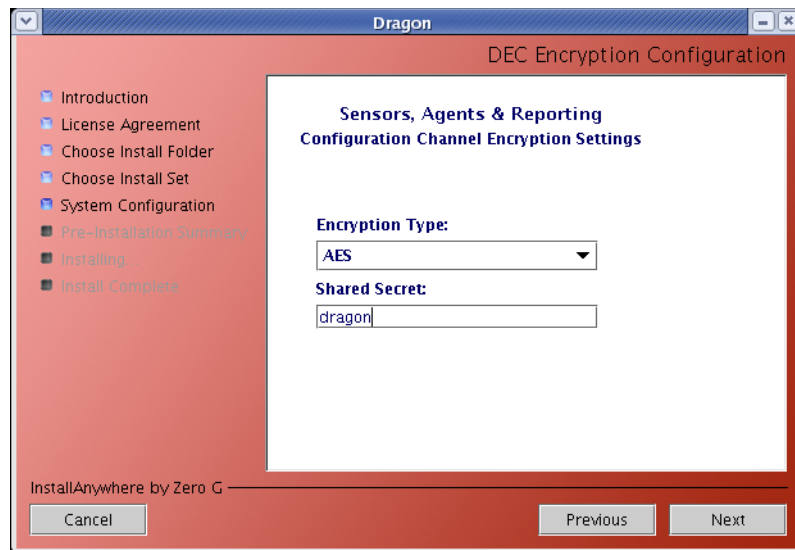 Dragon
DEC Encryption Configuration
Introduction
License Agreement
Choose Install Folder
Choose Install Set
System Configuration
Pre-Installation Summary
Installing...
Install Complete
Sensors, Agents & Reporting
Configuration Channel Encryption Settings
Encryption Type:
AES
Shared Secret:
dragon
InstallAnywhere by Zero G
Cancel
Previous
Next